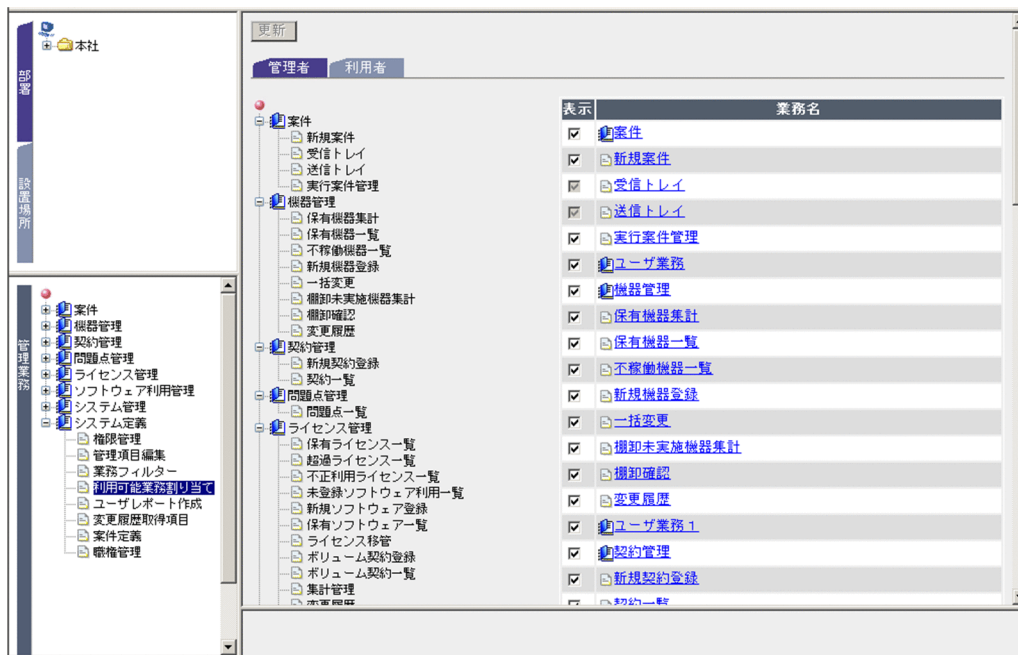 部署
設置場所
本社
管理業務
案件
機器管理
契約管理
問題点管理
ライセンス管理
ソフトウェア利用管理
システム管理
システム定義
権限管理
管理項目編集
業務フィルター
利用可能業務割り当て
ユーザレポート作成
変更履歴取得項目
案件定義
職権管理
更新
管理者
利用者
案件
新規案件
受信トレイ
送信トレイ
実行案件管理
機器管理
保有機器集計
保有機器一覧
不稼働機器一覧
新規機器登録
一括変更
棚卸未実施機器集計
棚卸確認
変更履歴
契約管理
新規契約登録
契約一覧
問題点管理
問題点一覧
ライセンス管理
保有ライセンス一覧
超過ライセンス一覧
不正利用ライセンス一覧
未登録ソフトウェア利用一覧
新規ソフトウェア登録
保有ソフトウェア一覧
ライセンス移管
ボリューム契約登録
ボリューム契約一覧
集計管理
変更履歴
表示 業務名
案件
新規案件
受信トレイ
送信トレイ
実行案件管理
ユーザ業務
機器管理
保有機器集計
保有機器一覧
不稼働機器一覧
新規機器登録
一括変更
棚卸未実施機器集計
棚卸確認
変更履歴
ユーザ業務１
契約管理
新規契約登録
契約一覧